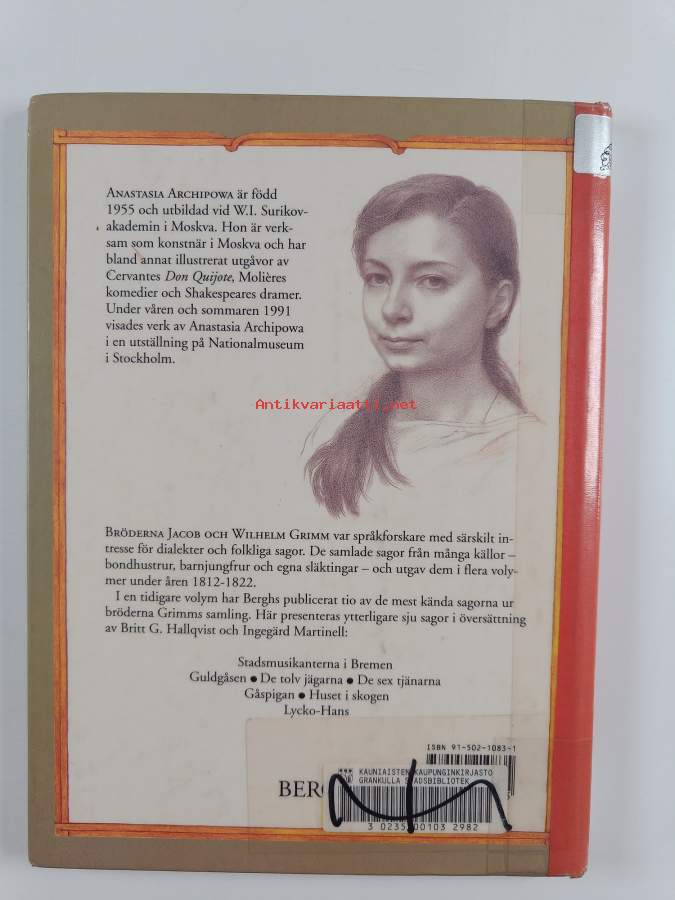 ANASTASIA ARCHIPOWA är född
1955 och utbildad vid W.I. Surikov-
akademin i Moskva. Hon är verk-
sam som konstnär i Moskva och har
bland annat illustrerat utgåvor av
Cervantes Don Quijote, Molières
komedier och Shakespeares dramer.
Under våren och sommaren 1991
visades verk av Anastasia Archipowa
i en utställning på Nationalmuseum
i Stockholm.
Antikvariaatti.net
BRÖDERNA JACOB OCH WILHELM GRIMM var språkforskare med särskilt in-
tresse för dialekter och folkliga sagor. De samlade sagor från många källor –
bondhustrur, barnjungfrur och egna släktingar – och utgav dem i flera voly-
mer under åren 1812-1822.
I en tidigare volym har Berghs publicerat tio av de mest kända sagorna ur
bröderna Grimms samling. Här presenteras ytterligare sju sagor i översättning
av Britt G. Hallqvist och Ingegärd Martinell:
Stadsmusikanterna i Bremen
Guldgåsen ● De tolv jägarna ● De sex tjänarna
Gåspigan ● Huset i skogen
Lycko-Hans
ISBN 91-502-1083-1
KAUNIAISTEN KAUPUNGINKIRJASTO
GRANKULLA STADSBIBLIOTEK
3 0235 00103 2982